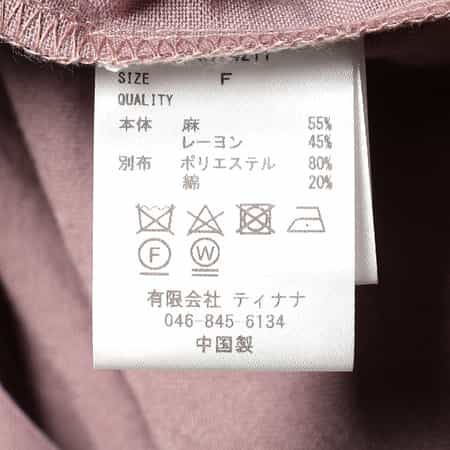 SIZE F
QUALITY
本体 麻 55%
レーヨン 45%
別布 ポリエステル 80%
綿 20%
F W
有限会社 ティナナ
046-845-6134
中国製